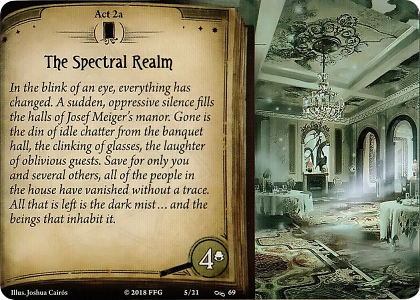 Act 2a
The Spectral Realm
In the blink of an eye, everything has
changed. A sudden, oppressive silence fills
the halls of Josef Meiger's manor. Gone is
the din of idle chatter from the banquet
hall, the clinking of glasses, the laughter
of oblivious guests. Save for only you
and several others, all of the people in
the house have vanished without a trace.
All that is left is the dark mist... and the
beings that inhabit it.
4
Illus. Joshua Cairós
© 2018 FFG
5/21
69